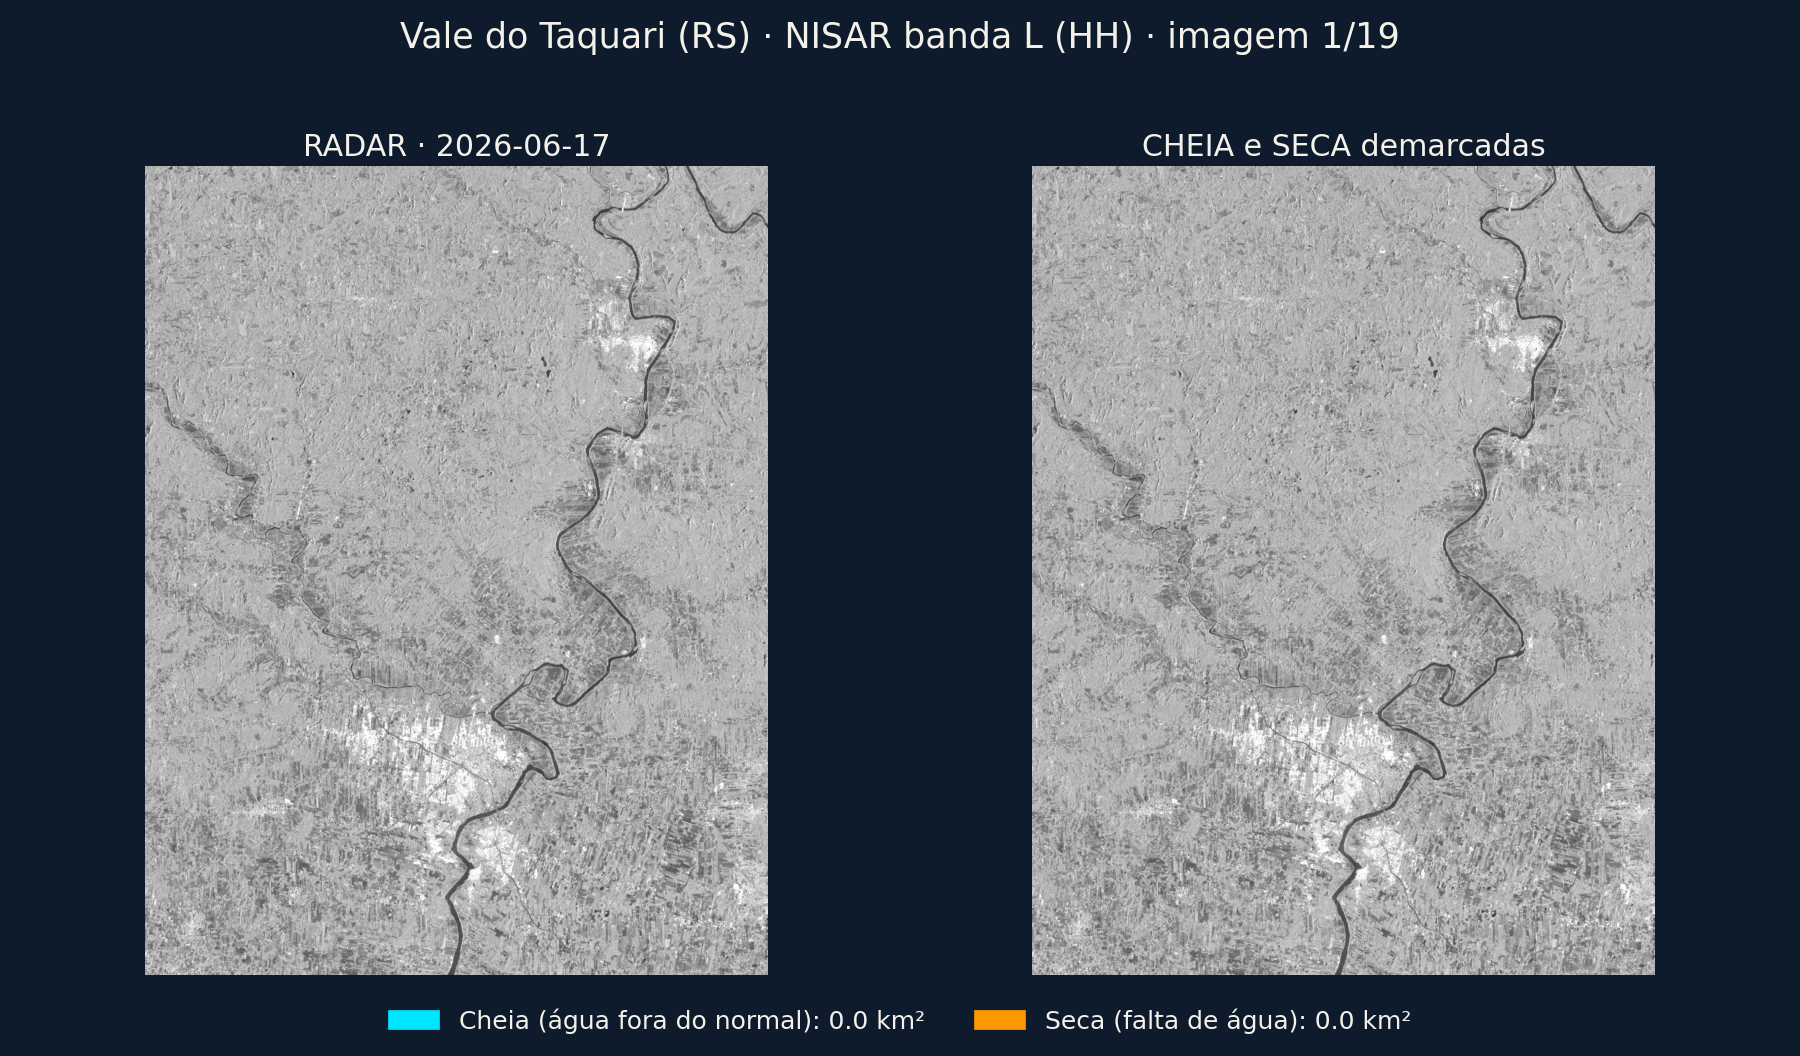 Vale do Taquari (RS) · NISAR banda L (HH) · imagem 1/19
RADAR · 2026-06-17
CHEIA e SECA demarcadas
Cheia (água fora do normal): 0.0 km²
Seca (falta de água): 0.0 km²